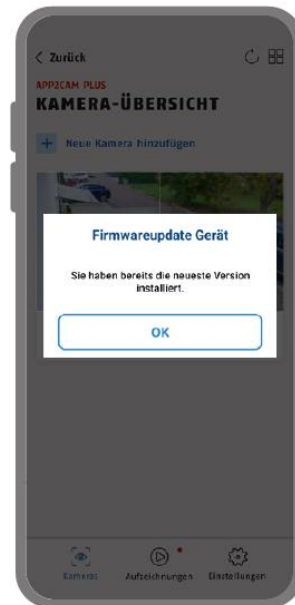 Zurück
APP2CAM PLUS
KAMERA-ÜBERSICHT
+ Neue Kamera hinzufügen
Firmwareupdate Gerät
Sie haben bereits die neueste Version
installiert.
OK
Kameras Aufzeichnungen Einstellungen